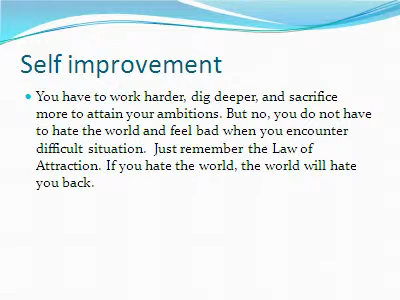 Self improvement
You have to work harder, dig deeper, and sacrifice
more to attain your ambitions. But no, you do not have
to hate the world and feel bad when you encounter
difficult situation.  Just remember the Law of
Attraction. If you hate the world, the world will hate
you back.